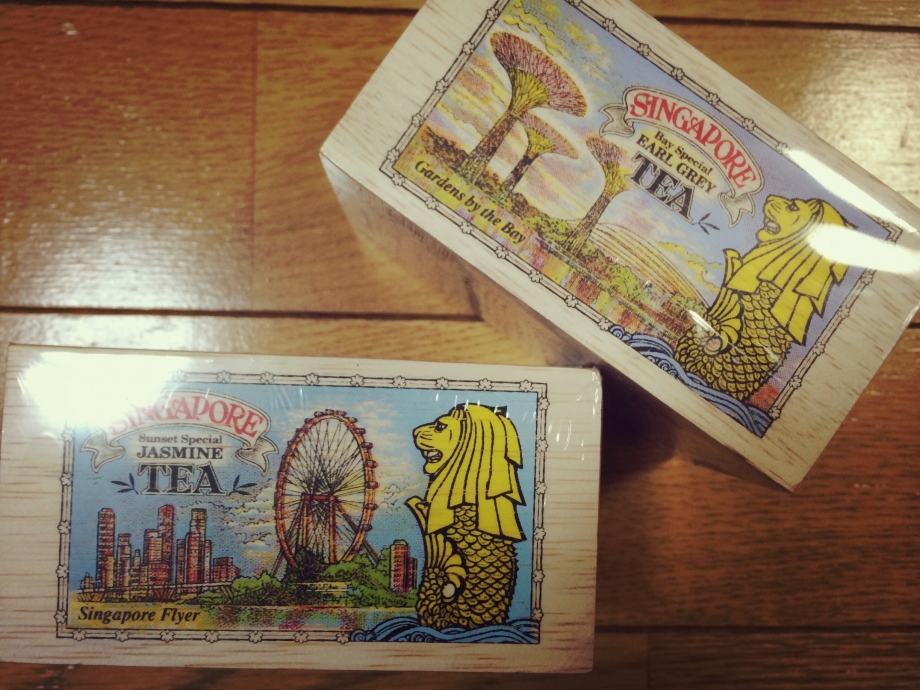 SINGAPORE
Bay Special
EARL GREY
TEA
Gardens by the Bay
SINGAPORE
Sunset Special
JASMINE
TEA
Singapore Flyer